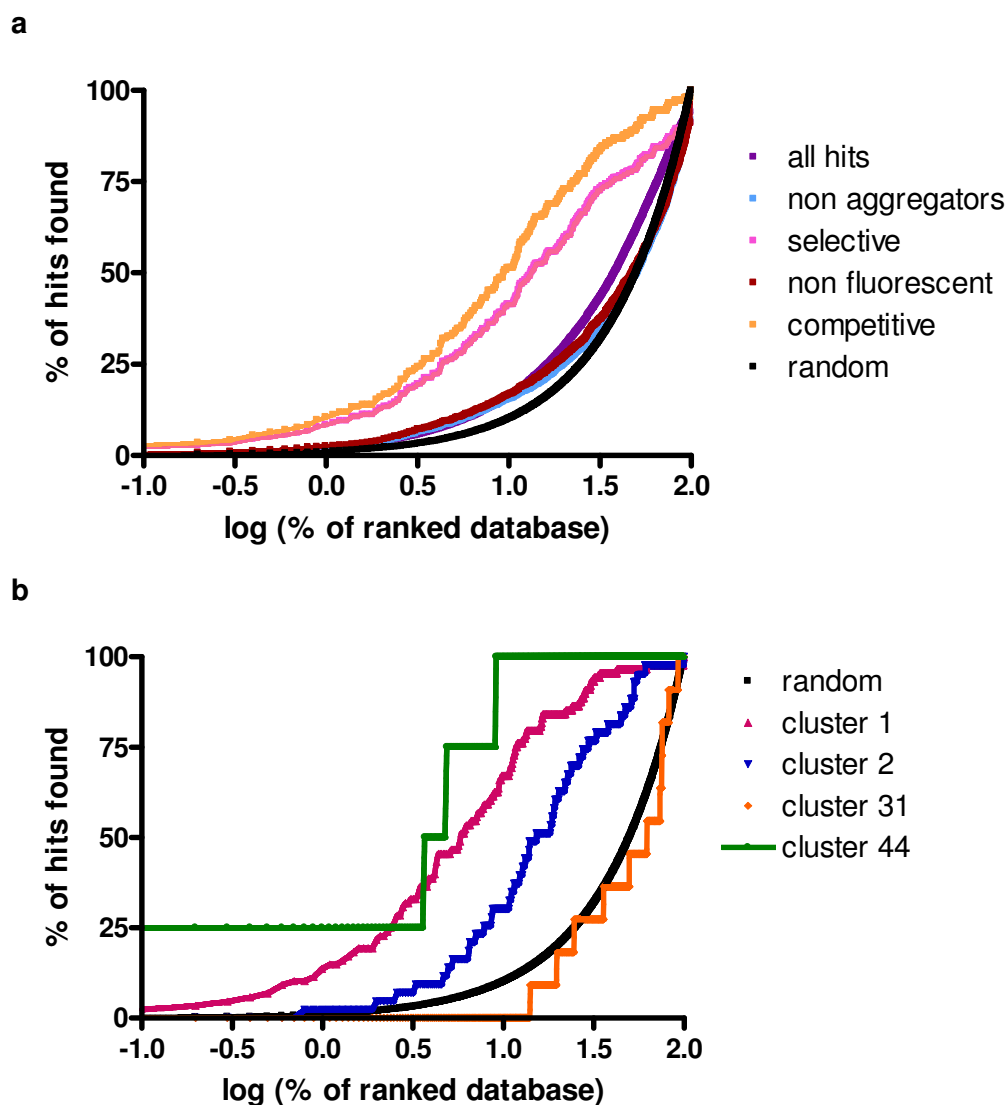 a
100
75
50
25
0
% of hits found
-1.0 -0.5 0.0 0.5 1.0 1.5 2.0
log (% of ranked database)
all hits
non aggregators
selective
non fluorescent
competitive
random
b
100
75
50
25
0
% of hits found
-1.0 -0.5 0.0 0.5 1.0 1.5 2.0
log (% of ranked database)
random
cluster 1
cluster 2
cluster 31
cluster 44